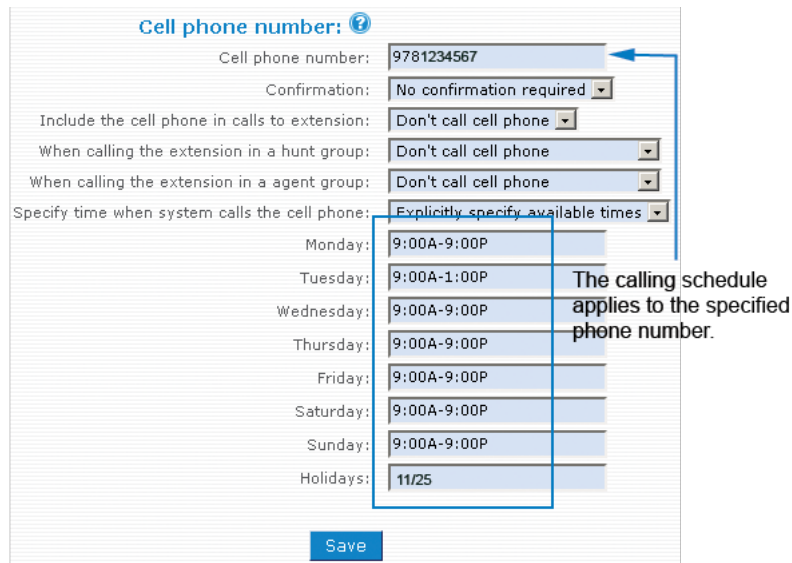 Cell phone number:
Cell phone number: 9781234567
Confirmation: No confirmation required
Include the cell phone in calls to extension: Don't call cell phone
When calling the extension in a hunt group: Don't call cell phone
When calling the extension in a agent group: Don't call cell phone
Specify time when system calls the cell phone: Explicitly specify available times
Monday: 9:00A-9:00P
Tuesday: 9:00A-1:00P
Wednesday: 9:00A-9:00P
Thursday: 9:00A-9:00P
Friday: 9:00A-9:00P
Saturday: 9:00A-9:00P
Sunday: 9:00A-9:00P
Holidays: 11/25
Save
The calling schedule
applies to the specified
phone number.